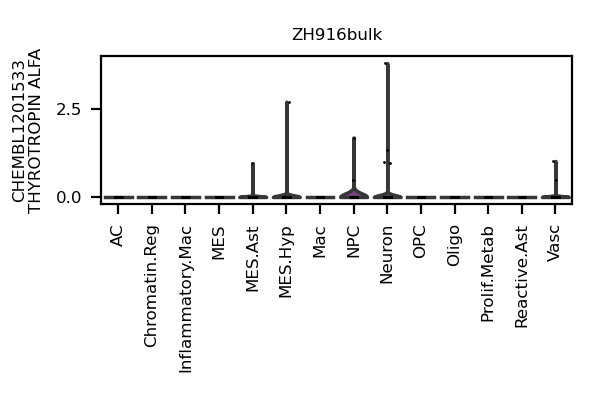 ZH916bulk
CHEMBL1201533
THYROTROPIN ALFA
2.5
0.0
AC
Chromatin.Reg
Inflammatory.Mac
MES
MES.Ast
MES.Hyp
Mac
NPC
Neuron
OPC
Oligo
Prolif.Metab
Reactive.Ast
Vasc